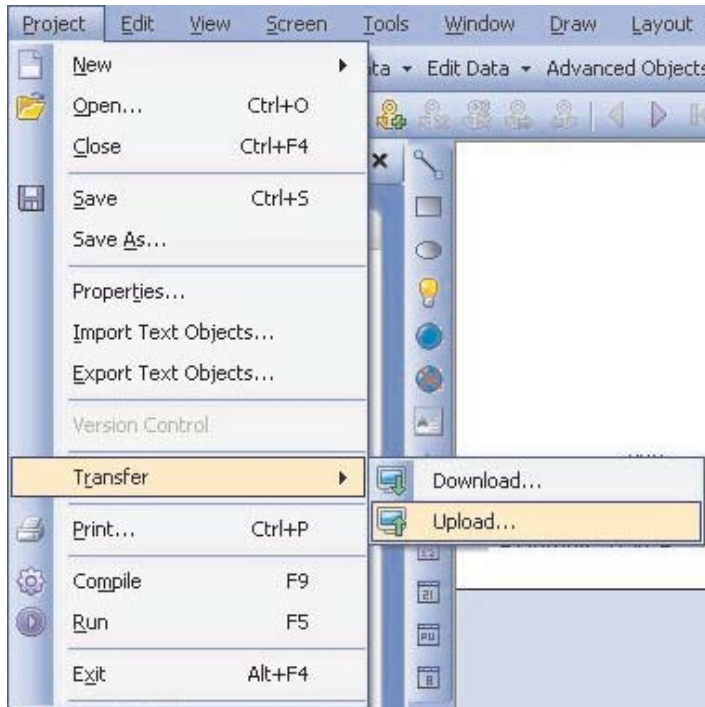 Project Edit View Screen Tools Window Draw Layout
New
Edit Data Advanced Objects
Open... Ctrl+O
Close Ctrl+F4
Save Ctrl+S
Save As...
Properties...
Import Text Objects...
Export Text Objects...
Version Control
Transfer
Download...
Upload...
Print... Ctrl+P
Compile F9
Run F5
Exit Alt+F4